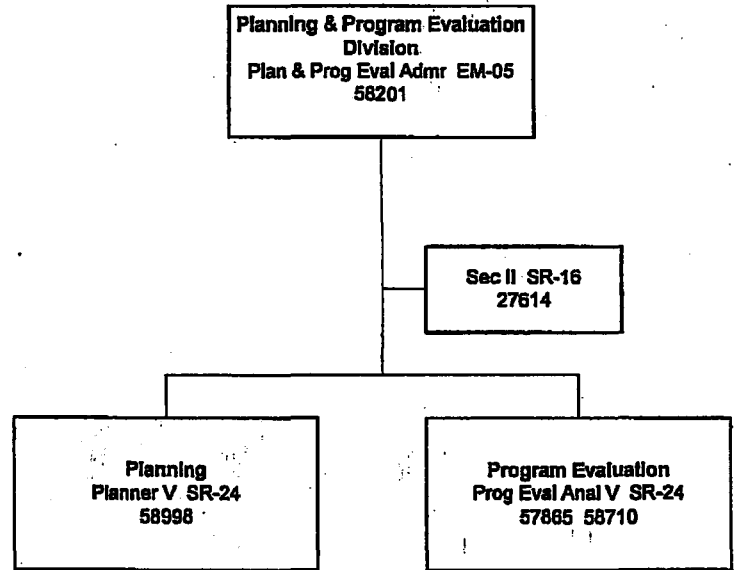 Planning & Program Evaluation
Division
Plan & Prog Eval Admr EM-05
58201
Sec II SR-16
27614
Planning
Planner V SR-24
58998
Program Evaluation
Prog Eval Anal V SR-24
57865 58710